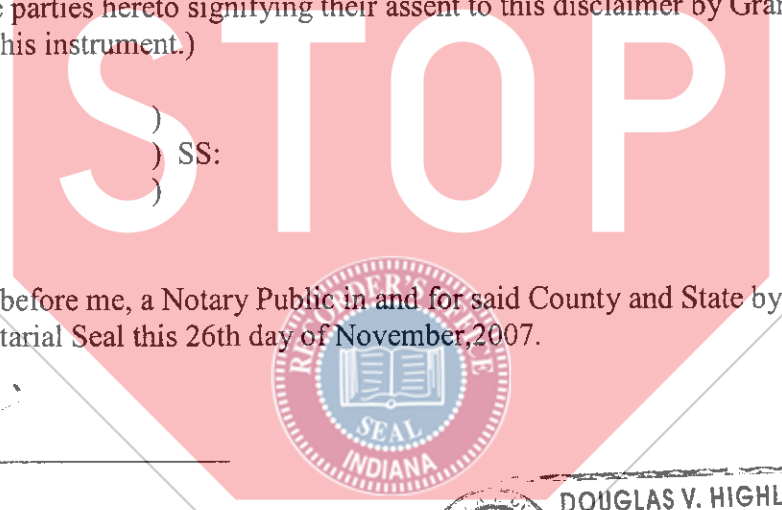 parties hereto signifying their assent to this disclaimer by
his instrument.)
STOP
)
) SS:
)
before me, a Notary Public in and for said County and State by
tarial Seal this 26th day of November,2007.
RECORDER'S OFFICE
SEAL
INDIANA
DOUGLAS V. HIGHL